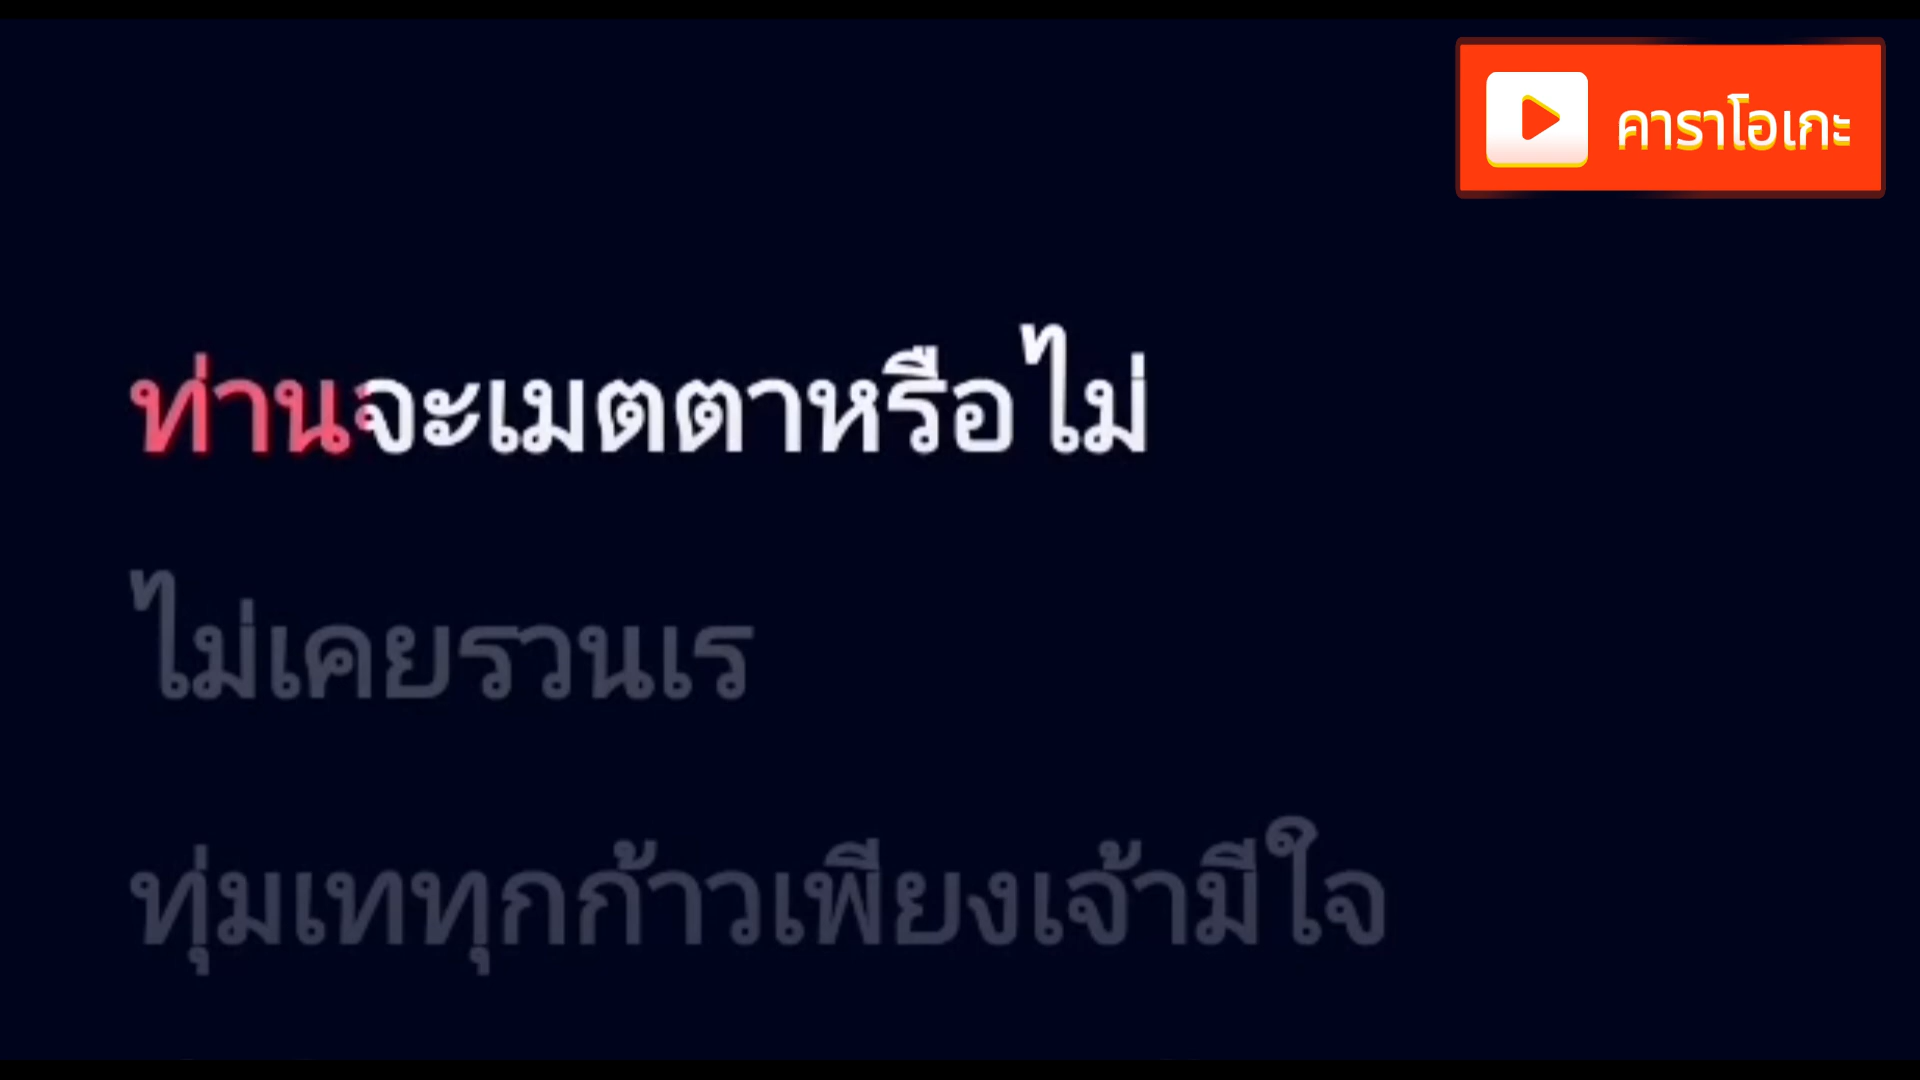 คาราโอเกะ
ท่านจะเมตตาหรือไม่
ไม่เคยรวนเร
ทุ่มเททุกก้าวเพียงเจ้ามีใจ